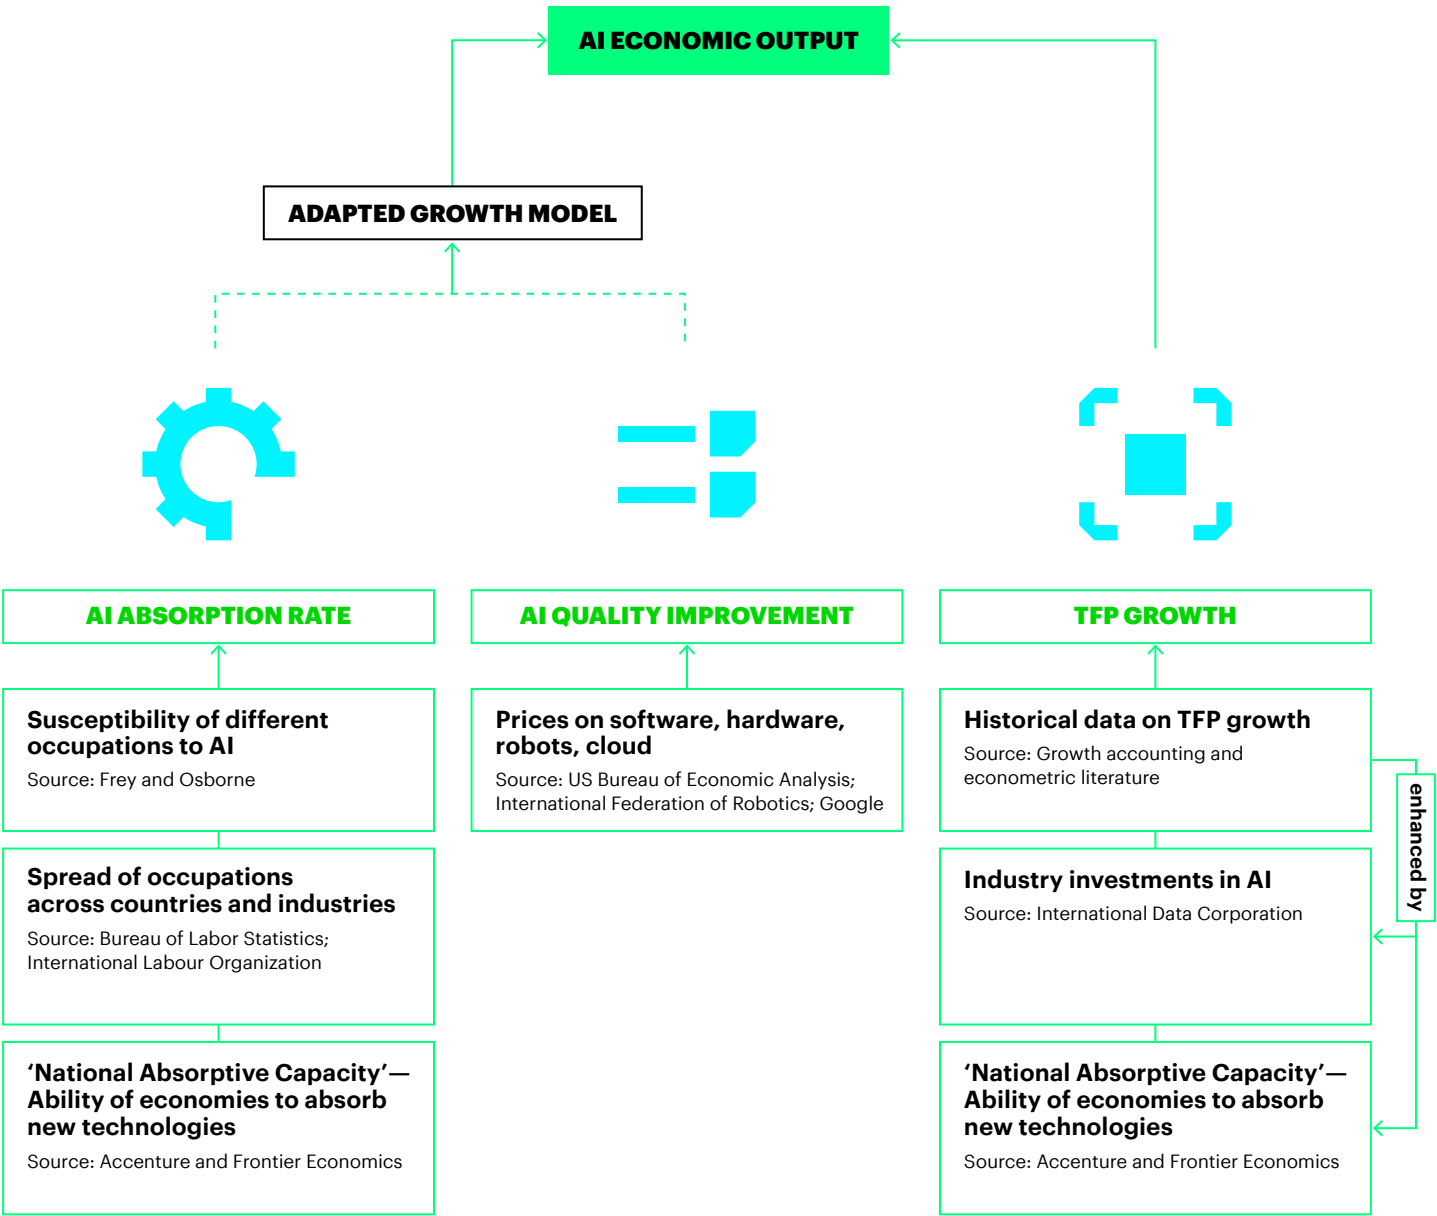 AI ECONOMIC OUTPUT
ADAPTED GROWTH MODEL
AI ABSORPTION RATE
Susceptibility of different
occupations to AI
Source: Frey and Osborne
Spread of occupations
across countries and industries
Source: Bureau of Labor Statistics;
International Labour Organization
‘National Absorptive Capacity’—
Ability of economies to absorb
new technologies
Source: Accenture and Frontier Economics
AI QUALITY IMPROVEMENT
Prices on software, hardware,
robots, cloud
Source: US Bureau of Economic Analysis;
International Federation of Robotics; Google
TFP GROWTH
Historical data on TFP growth
Source: Growth accounting and
econometric literature
enhanced by
Industry investments in AI
Source: International Data Corporation
‘National Absorptive Capacity’—
Ability of economies to absorb
new technologies
Source: Accenture and Frontier Economics